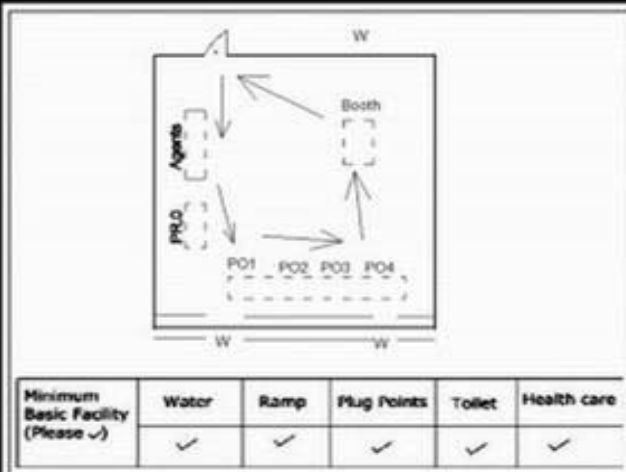 W
Booth
Agents
PR.O
PO1 PO2 PO3 PO4
W W
Minimum Basic Facility (Please ✓) Water Ramp Plug Points Toilet Health care
✓ ✓ ✓ ✓ ✓